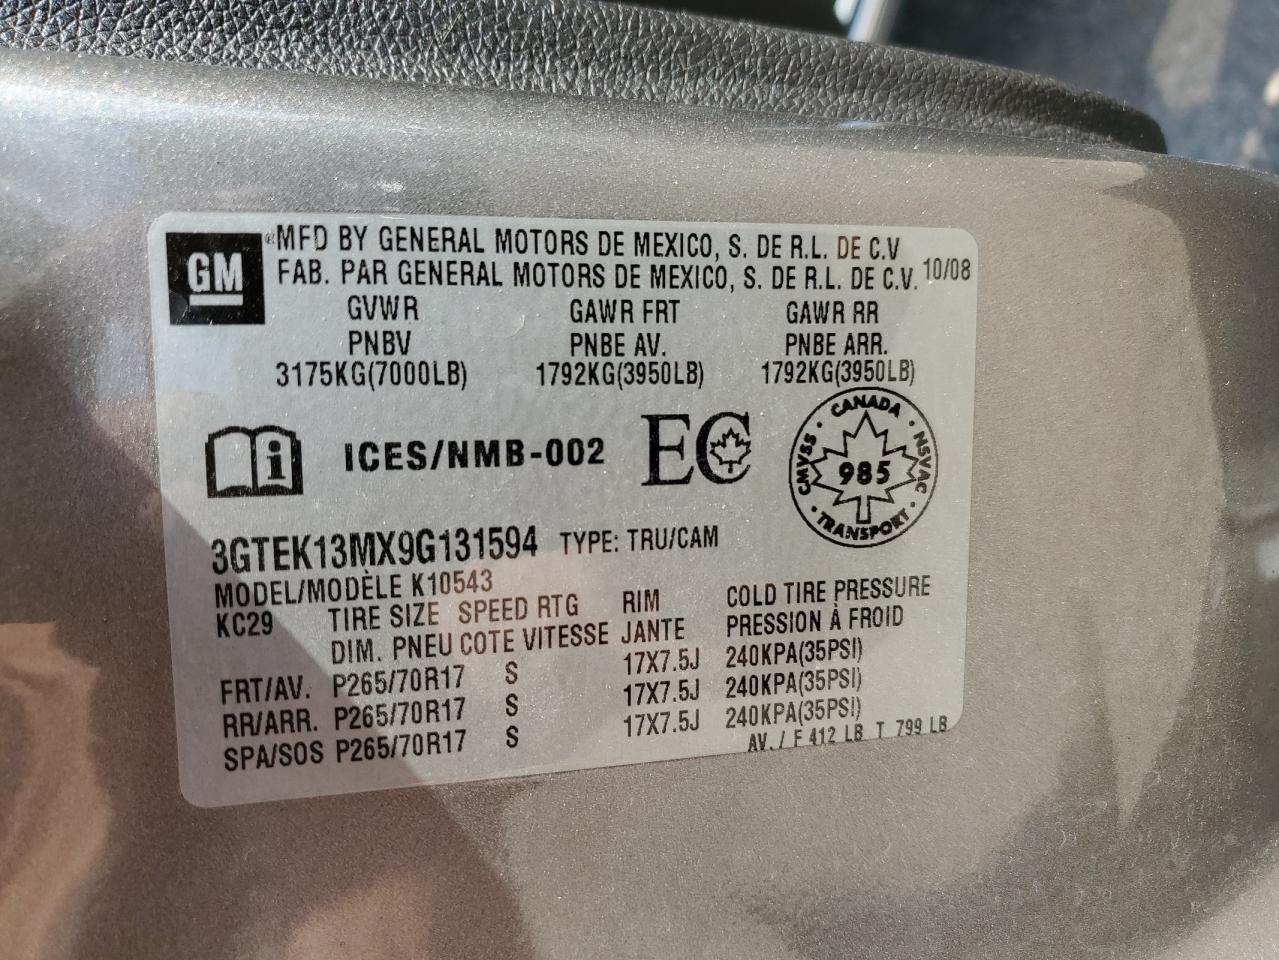 GM
® MFD BY GENERAL MOTORS DE MEXICO, S. DE R.L. DE C.V
FAB. PAR GENERAL MOTORS DE MEXICO, S. DE R.L. DE C.V. 10/08
GVWR GAWR FRT GAWR RR
PNBV PNBE AV. PNBE ARR.
3175KG(7000LB) 1792KG(3950LB) 1792KG(3950LB)
i ICES/NMB-002 EC
CANADA · NSVAC · TRANSPORT · CMVSS ·
985
3GTEK13MX9G131594 TYPE: TRU/CAM
MODEL/MODÈLE K10543
KC29 TIRE SIZE SPEED RTG RIM COLD TIRE PRESSURE
DIM. PNEU COTE VITESSE JANTE PRESSION À FROID
FRT/AV. P265/70R17 S 17X7.5J 240KPA(35PSI)
RR/ARR. P265/70R17 S 17X7.5J 240KPA(35PSI)
SPA/SOS P265/70R17 S 17X7.5J 240KPA(35PSI)
AV. / F 412 LB T 799 LB